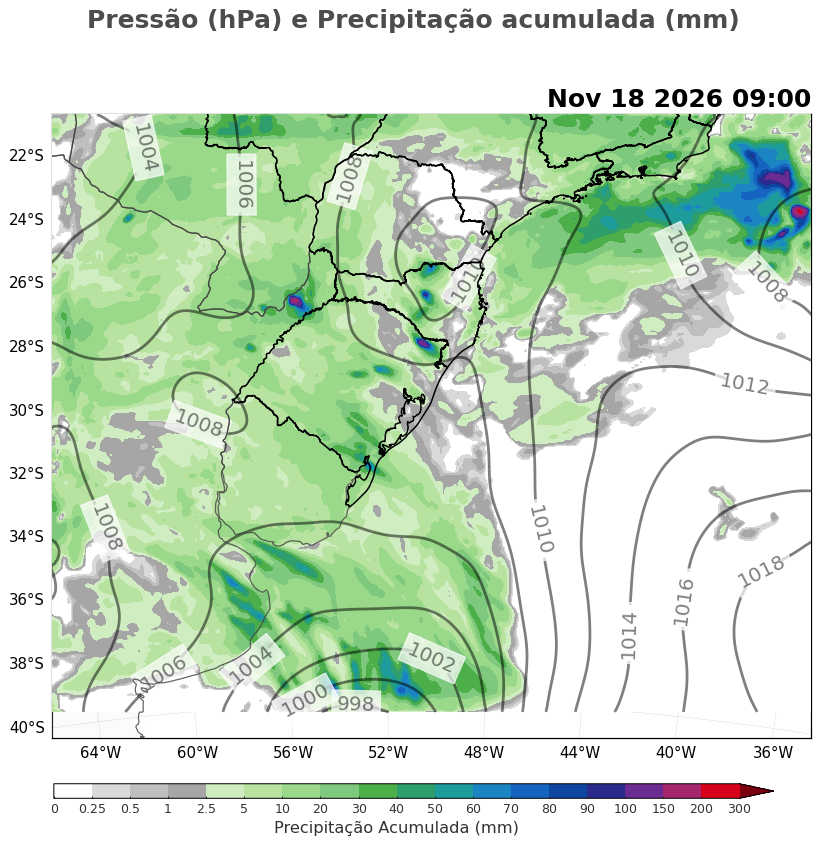 Pressão (hPa) e Precipitação acumulada (mm)
Nov 18 2026 09:00
22°S
24°S
26°S
28°S
30°S
32°S
34°S
36°S
38°S
40°S
1004
1006
1008
1010
1010
1008
1012
1008
1008
1010
1018
1016
1014
1006
1004
1002
1000
998
64°W 60°W 56°W 52°W 48°W 44°W 40°W 36°W
0 0.25 0.5 1 2.5 5 10 20 30 40 50 60 70 80 90 100 150 200 300
Precipitação Acumulada (mm)